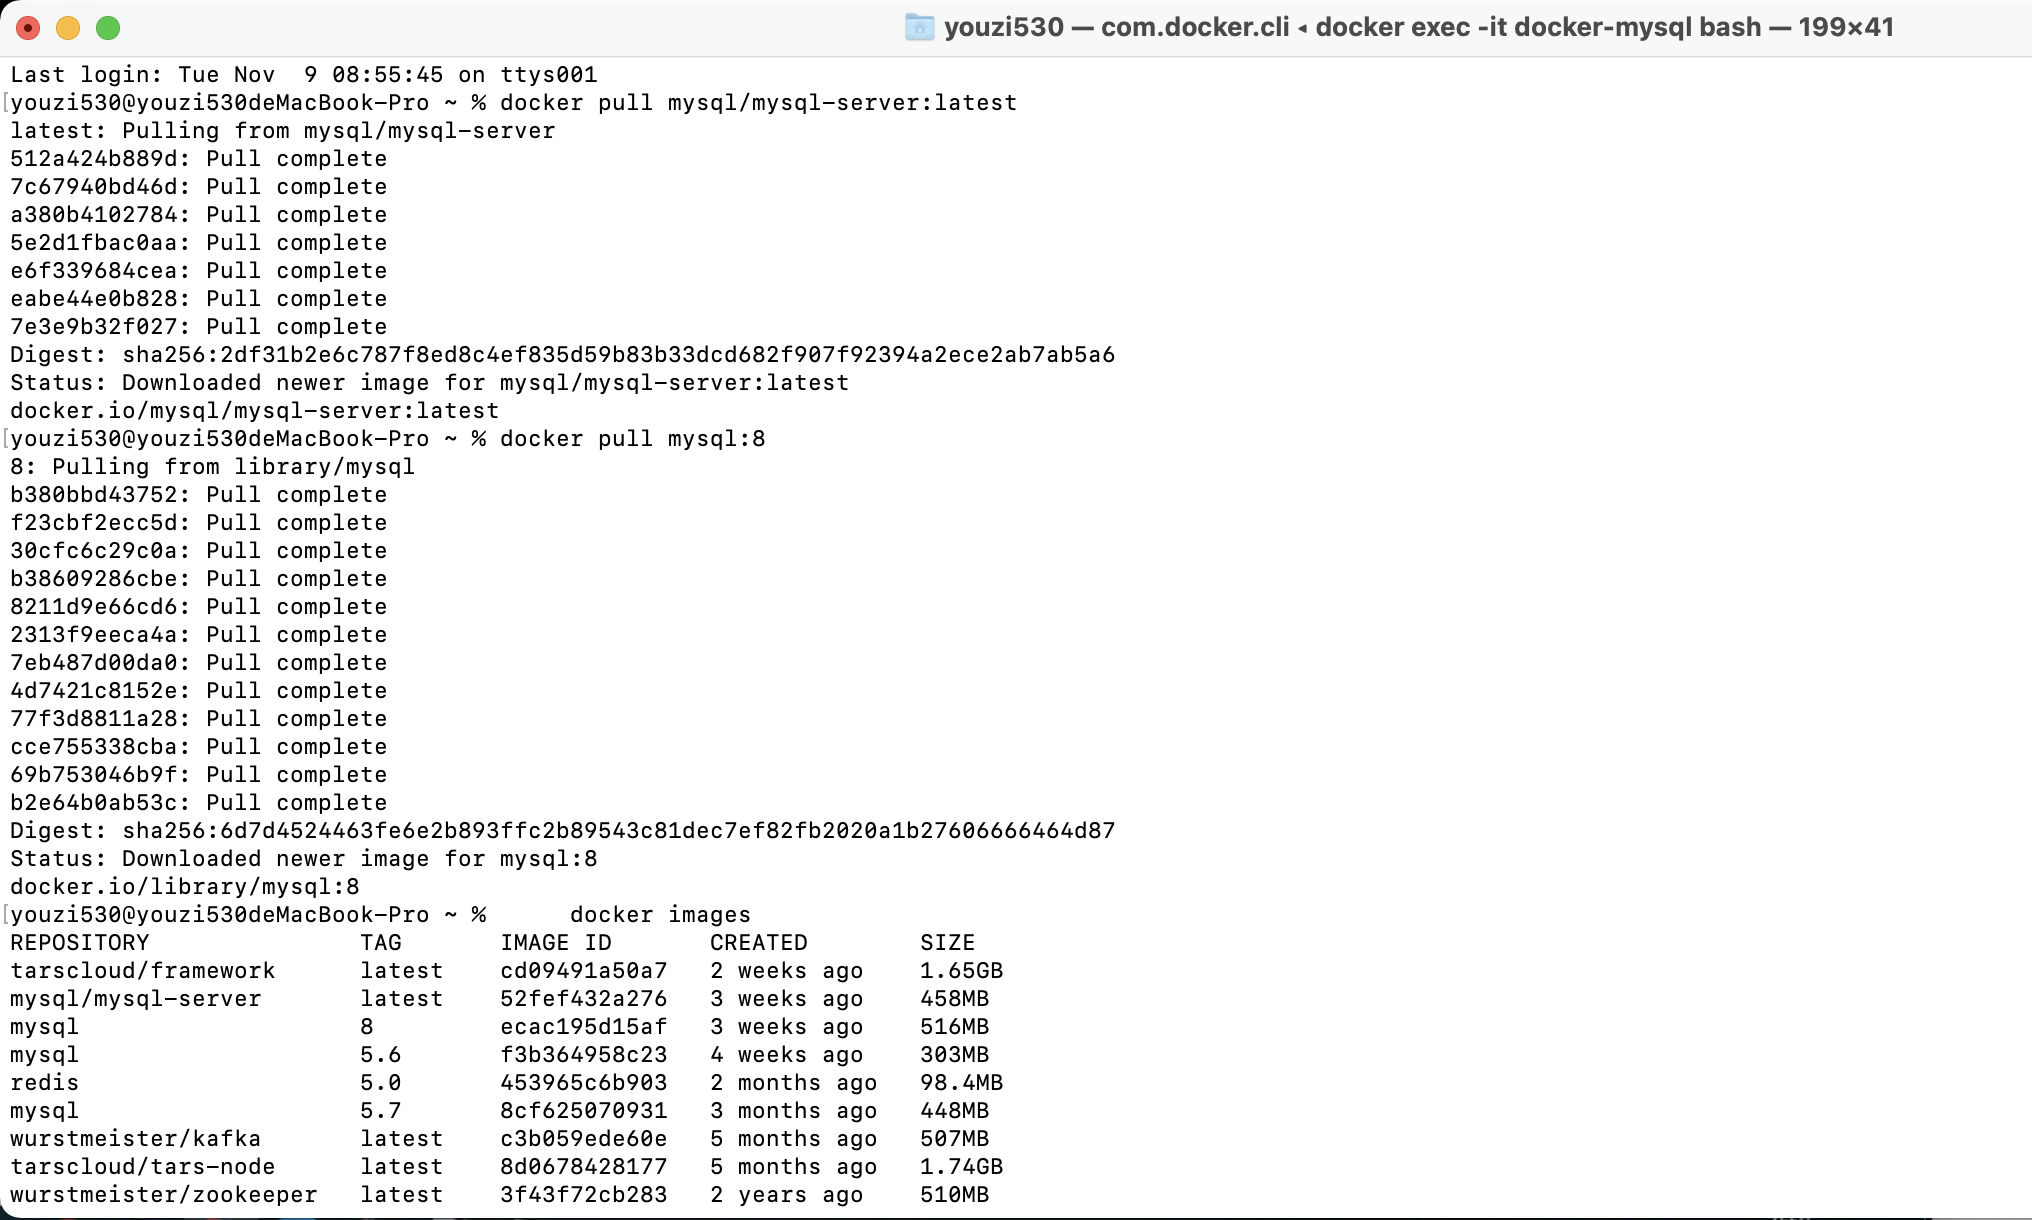 youzi530 — com.docker.cli ◂ docker exec -it docker-mysql bash — 199×41
Last login: Tue Nov  9 08:55:45 on ttys001
[youzi530@youzi530deMacBook-Pro ~ % docker pull mysql/mysql-server:latest
latest: Pulling from mysql/mysql-server
512a424b889d: Pull complete
7c67940bd46d: Pull complete
a380b4102784: Pull complete
5e2d1fbac0aa: Pull complete
e6f339684cea: Pull complete
eabe44e0b828: Pull complete
7e3e9b32f027: Pull complete
Digest: sha256:2df31b2e6c787f8ed8c4ef835d59b83b33dcd682f907f92394a2ece2ab7ab5a6
Status: Downloaded newer image for mysql/mysql-server:latest
docker.io/mysql/mysql-server:latest
[youzi530@youzi530deMacBook-Pro ~ % docker pull mysql:8
8: Pulling from library/mysql
b380bbd43752: Pull complete
f23cbf2ecc5d: Pull complete
30cfc6c29c0a: Pull complete
b38609286cbe: Pull complete
8211d9e66cd6: Pull complete
2313f9eeca4a: Pull complete
7eb487d00da0: Pull complete
4d7421c8152e: Pull complete
77f3d8811a28: Pull complete
cce755338cba: Pull complete
69b753046b9f: Pull complete
b2e64b0ab53c: Pull complete
Digest: sha256:6d7d4524463fe6e2b893ffc2b89543c81dec7ef82fb2020a1b27606666464d87
Status: Downloaded newer image for mysql:8
docker.io/library/mysql:8
[youzi530@youzi530deMacBook-Pro ~ %      docker images
REPOSITORY               TAG       IMAGE ID       CREATED        SIZE
tarscloud/framework      latest    cd09491a50a7   2 weeks ago    1.65GB
mysql/mysql-server       latest    52fef432a276   3 weeks ago    458MB
mysql                    8         ecac195d15af   3 weeks ago    516MB
mysql                    5.6       f3b364958c23   4 weeks ago    303MB
redis                    5.0       453965c6b903   2 months ago   98.4MB
mysql                    5.7       8cf625070931   3 months ago   448MB
wurstmeister/kafka       latest    c3b059ede60e   5 months ago   507MB
tarscloud/tars-node      latest    8d0678428177   5 months ago   1.74GB
wurstmeister/zookeeper   latest    3f43f72cb283   2 years ago    510MB